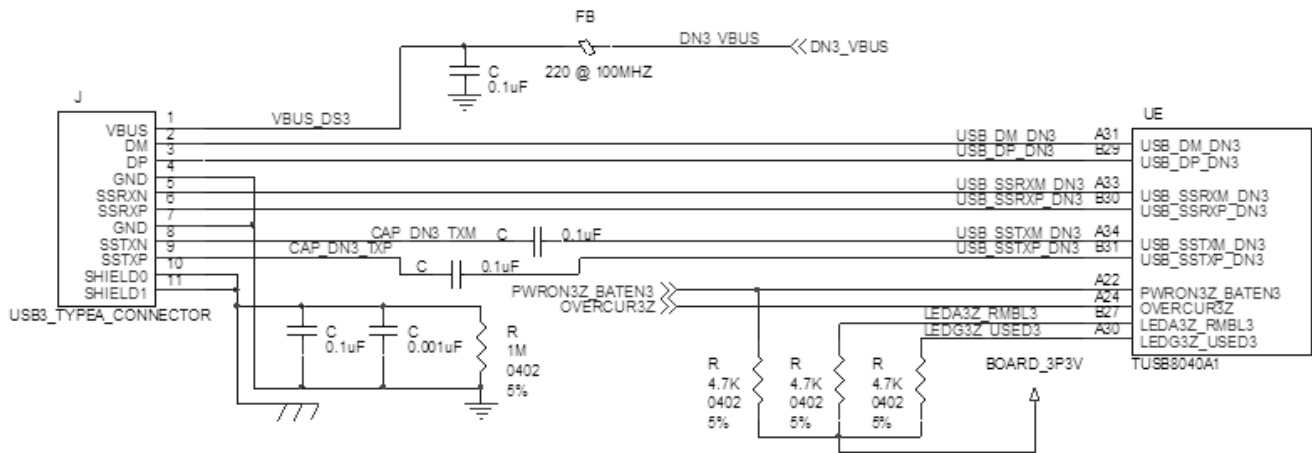 FB
DN3_VBUS
DN3_VBUS
C
0.1uF
220 @ 100MHZ
J
UE
1
VBUS
VBUS_DS3
2
DM
USB_DM_DN3
A31
USB_DM_DN3
3
DP
USB_DP_DN3
B29
USB_DP_DN3
4
GND
5
SSRXN
USB_SSRXM_DN3
A33
USB_SSRXM_DN3
6
SSRXP
USB_SSRXP_DN3
B30
USB_SSRXP_DN3
7
GND
8
SSTXN
CAP_DN3_TXM
C
0.1uF
USB_SSTXM_DN3
A34
USB_SSTXM_DN3
9
SSTXP
CAP_DN3_TXP
C
0.1uF
USB_SSTXP_DN3
B31
USB_SSTXP_DN3
10
SHIELD0
11
SHIELD1
USB3_TYPEA_CONNECTOR
PWRON3Z_BATEN3
A22
PWRON3Z_BATEN3
OVERCUR3Z
A24
OVERCUR3Z
LEDA3Z_RMBL3
B27
LEDA3Z_RMBL3
LEDG3Z_USED3
A30
LEDG3Z_USED3
TUSB8040A1
BOARD_3P3V
C
0.1uF
C
0.001uF
R
1M
0402
5%
R
4.7K
0402
5%
R
4.7K
0402
5%
R
4.7K
0402
5%